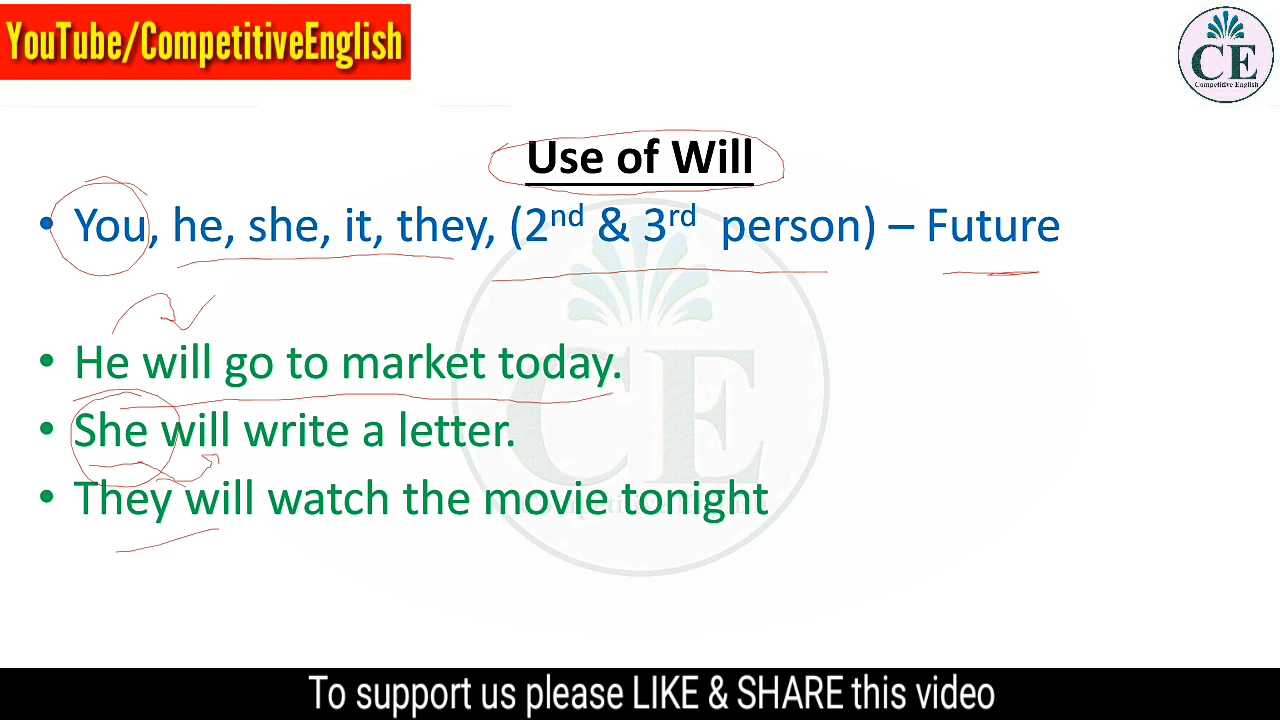 YouTube/CompetitiveEnglish
CE
Competitive English
Use of Will
• You, he, she, it, they, (2nd & 3rd person) – Future
• He will go to market today.
• She will write a letter.
• They will watch the movie tonight
CE
To support us please LIKE & SHARE this video